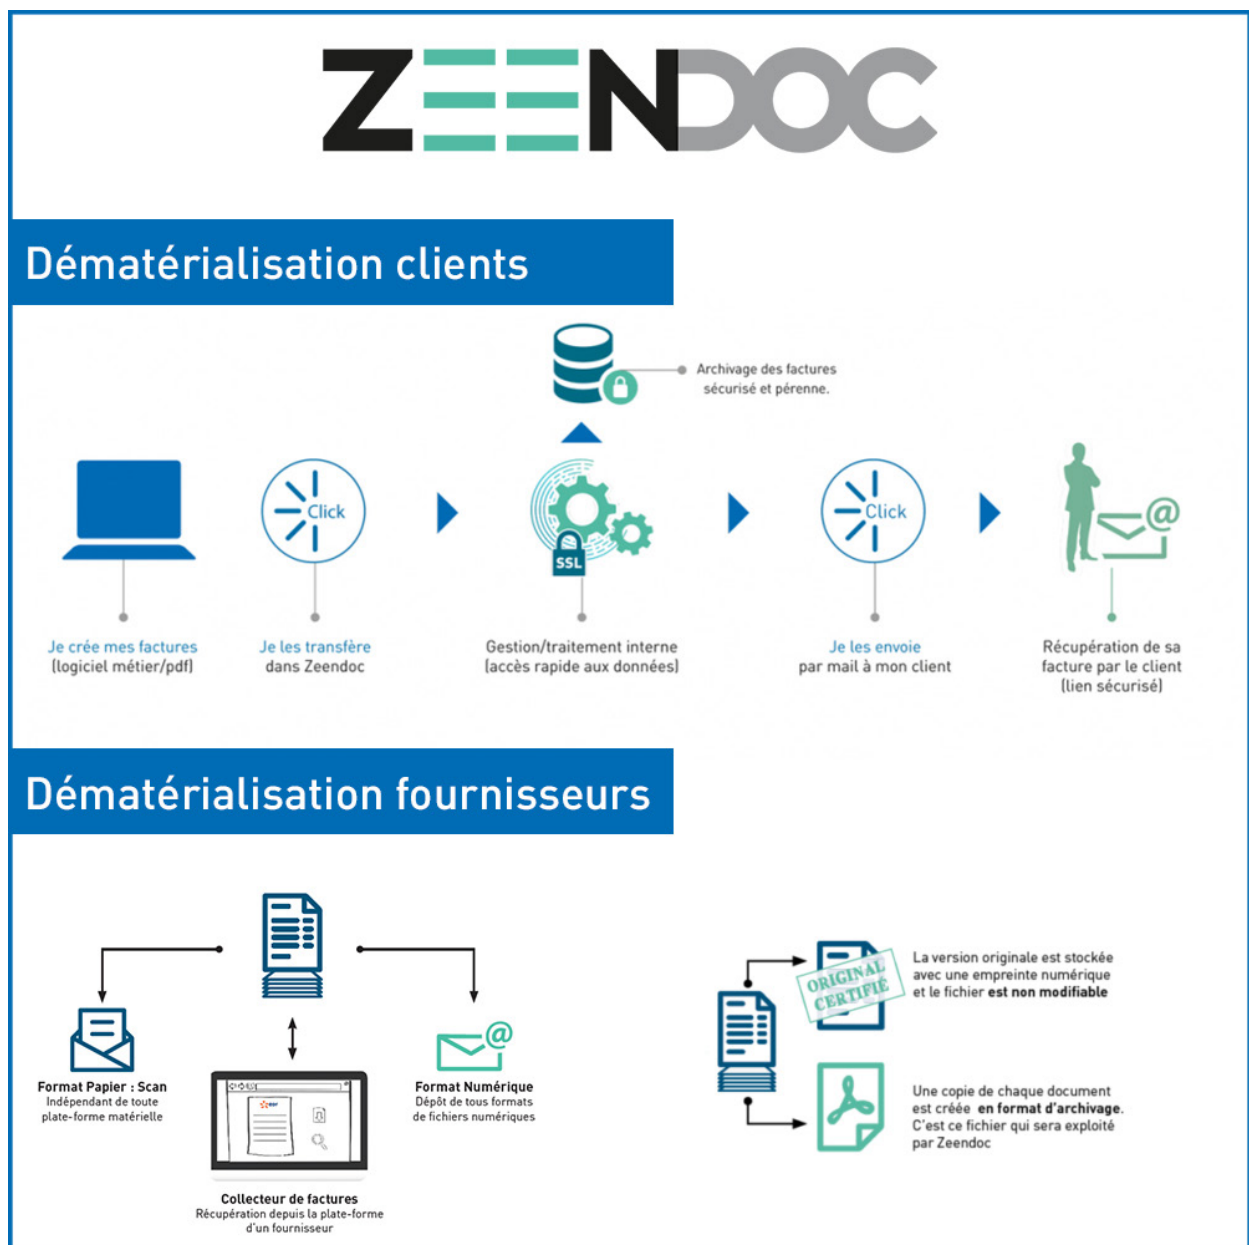 ZEENDOC
Dématérialisation clients
Archivage des factures
sécurisé et pérenne.
Click
Click
SSL
@
Je crée mes factures
(logiciel métier/pdf)
Je les transfère
dans Zeendoc
Gestion/traitement interne
(accès rapide aux données)
Je les envoie
par mail à mon client
Récupération de sa
facture par le client
(lien sécurisé)
Dématérialisation fournisseurs
@
Format Papier : Scan
Indépendant de toute
plate-forme matérielle
edf
Collecteur de factures
Récupération depuis la plate-forme
d'un fournisseur
Format Numérique
Dépôt de tous formats
de fichiers numériques
ORIGINAL
CERTIFIÉ
La version originale est stockée
avec une empreinte numérique
et le fichier est non modifiable
Une copie de chaque document
est créée en format d'archivage.
C'est ce fichier qui sera exploité
par Zeendoc